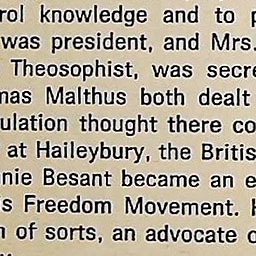 rol knowledge and to p
was president, and Mrs.
Theosophist, was secre
mas Malthus both dealt
ulation thought there co
at Haileybury, the Britis
nie Besant became an e
s Freedom Movement. H
n of sorts, an advocate o